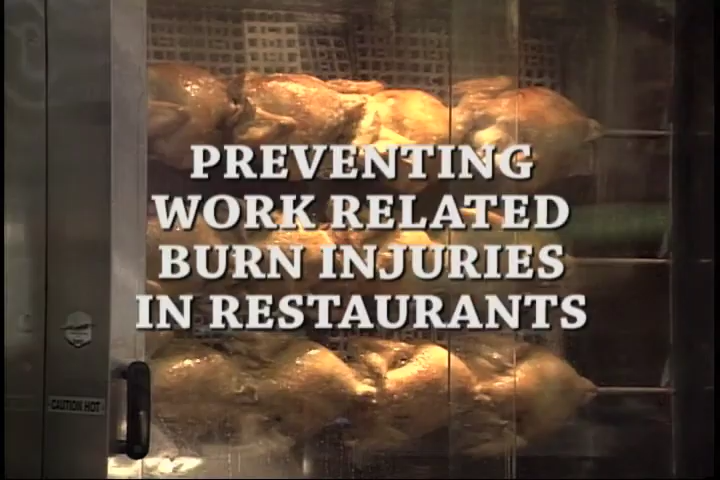 PREVENTING
WORK RELATED
BURN INJURIES
IN RESTAURANTS
CAUTION HOT